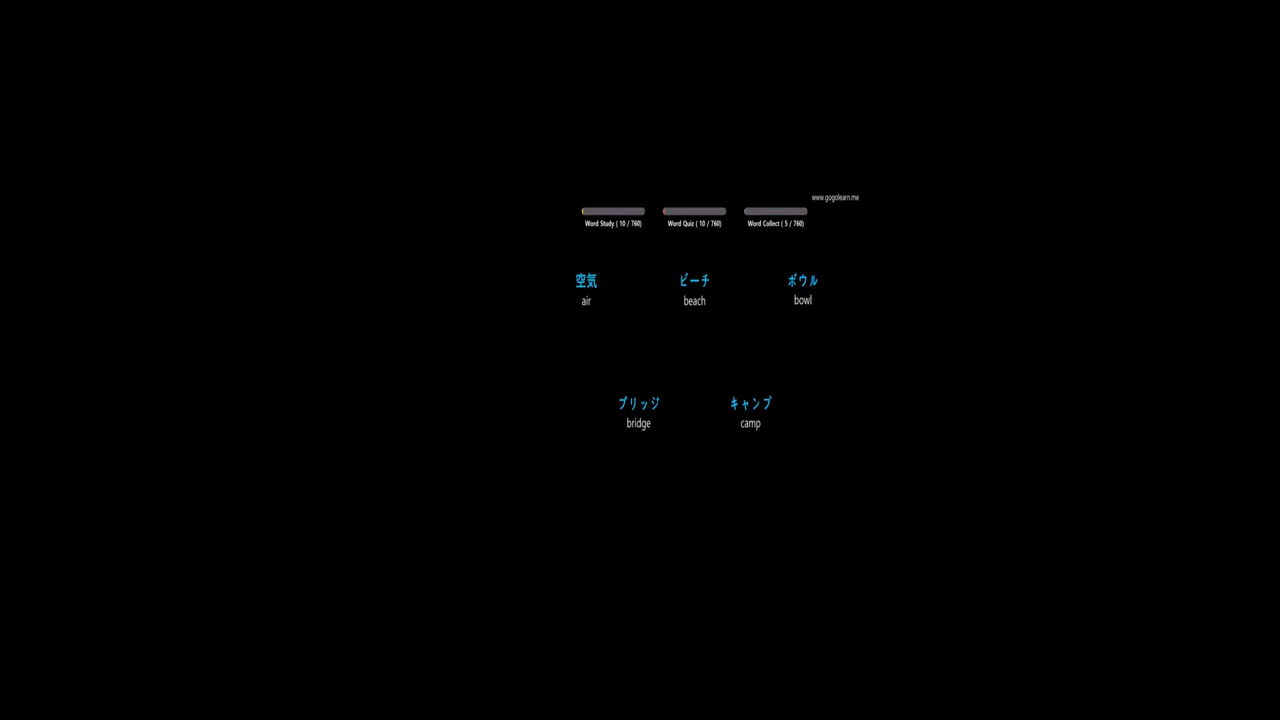 www.gogolearn.me
Word Study ( 10 / 760)
Word Quiz ( 10 / 760)
Word Collect ( 5 / 760)
空気
air
ビーチ
beach
ボウル
bowl
ブリッジ
bridge
キャンプ
camp